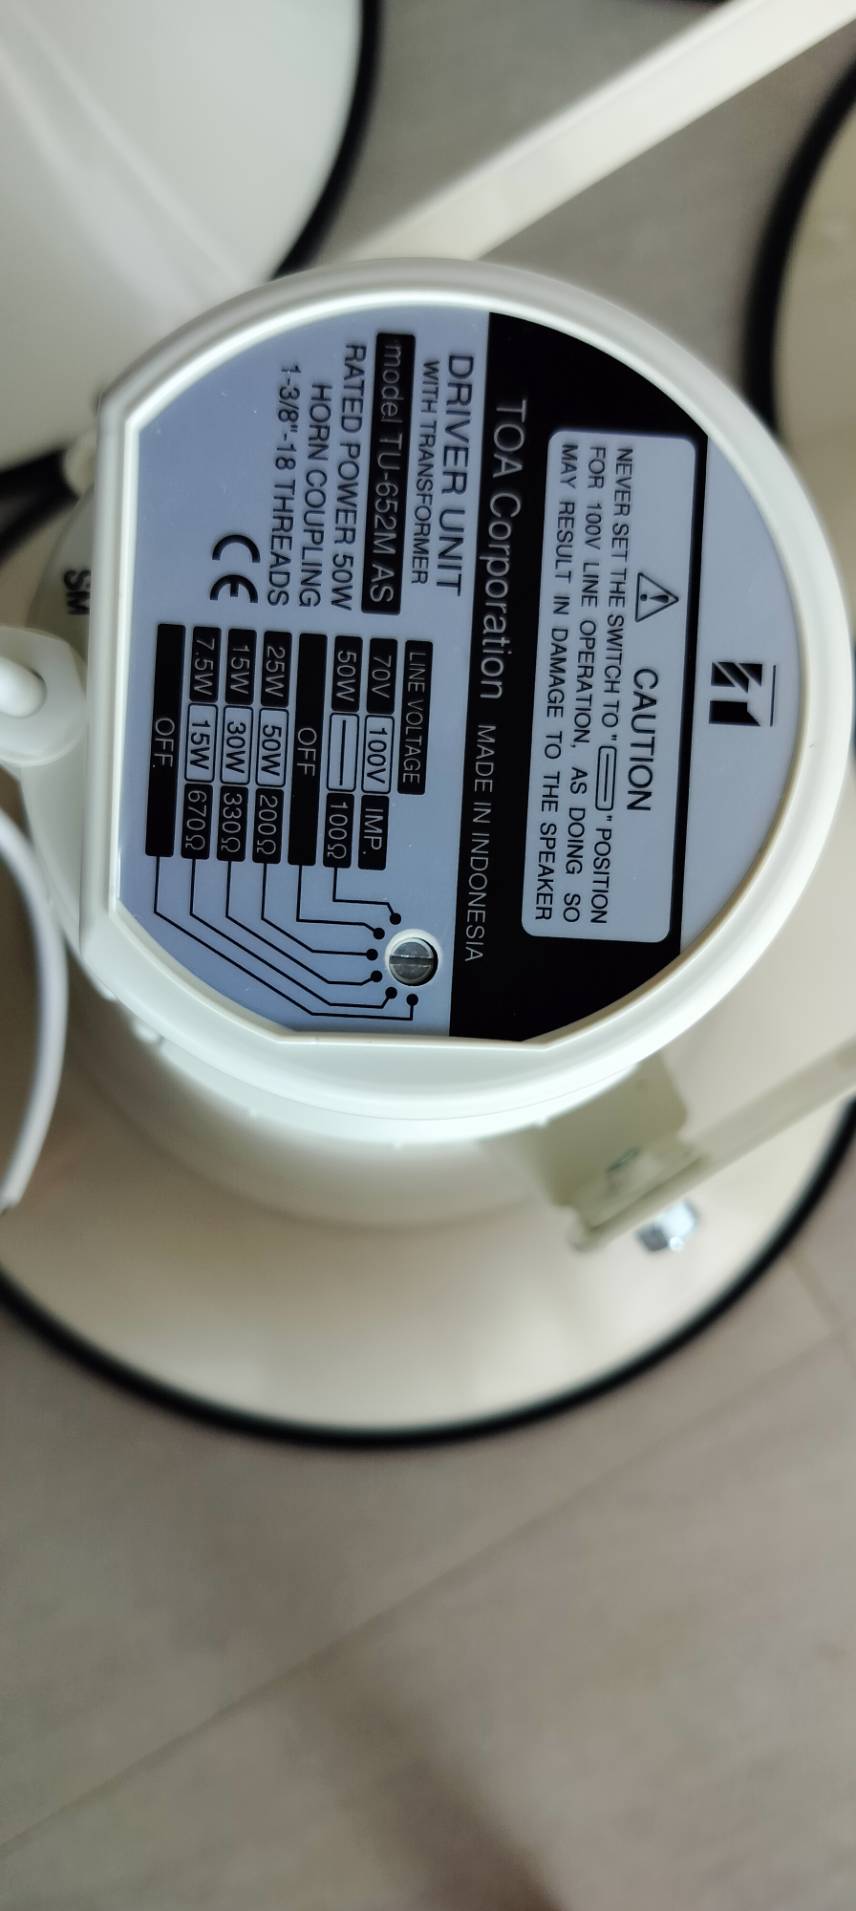 ⚠ CAUTION
NEVER SET THE SWITCH TO " " POSITION
FOR 100V LINE OPERATION, AS DOING SO
MAY RESULT IN DAMAGE TO THE SPEAKER
TOA Corporation MADE IN INDONESIA
DRIVER UNIT
WITH TRANSFORMER
model TU-652M AS
RATED POWER 50W
HORN COUPLING
1-3/8"-18 THREADS
CE
LINE VOLTAGE
70V 100V IMP.
50W — 100Ω
OFF
25W 50W 200Ω
15W 30W 330Ω
7.5W 15W 670Ω
OFF
SM